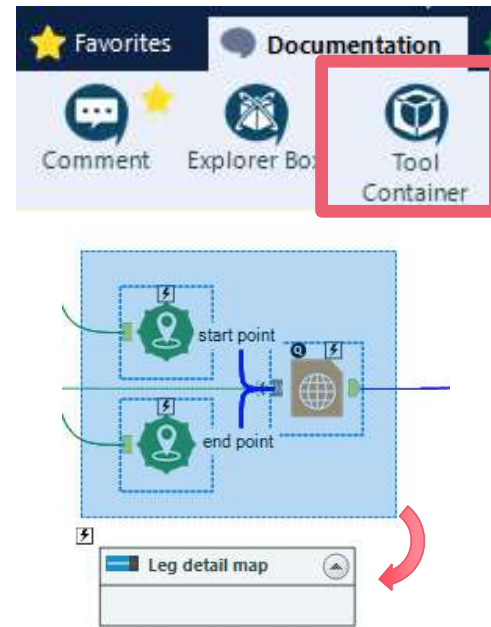 Favorites
Documentation
Comment
Explorer Box
Tool
Container
start point
Q
end point
Leg detail map